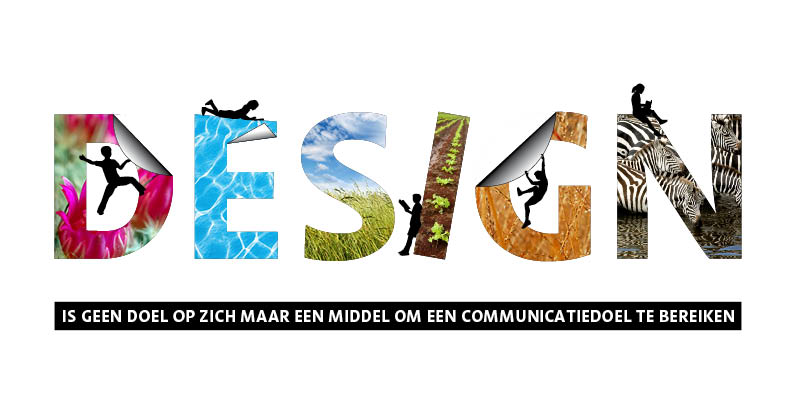 DESIGN
IS GEEN DOEL OP ZICH MAAR EEN MIDDEL OM EEN COMMUNICATIEDOEL TE BEREIKEN